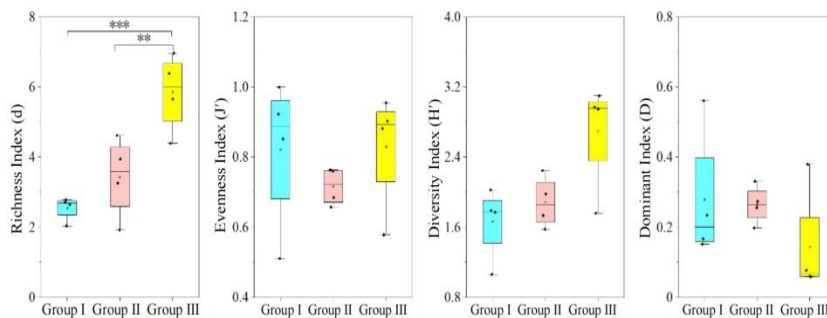 Richness Index (d)
8
6
4
2
0
***
**
Group I Group II Group III
Evenness Index (J′)
1.2
1.0
0.8
0.6
0.4
Group I Group II Group III
Diversity Index (H′)
3.8
3.2
2.4
1.6
0.8
Group I Group II Group III
Dominant Index (D)
0.8
0.6
0.4
0.2
0.0
Group I Group II Group III